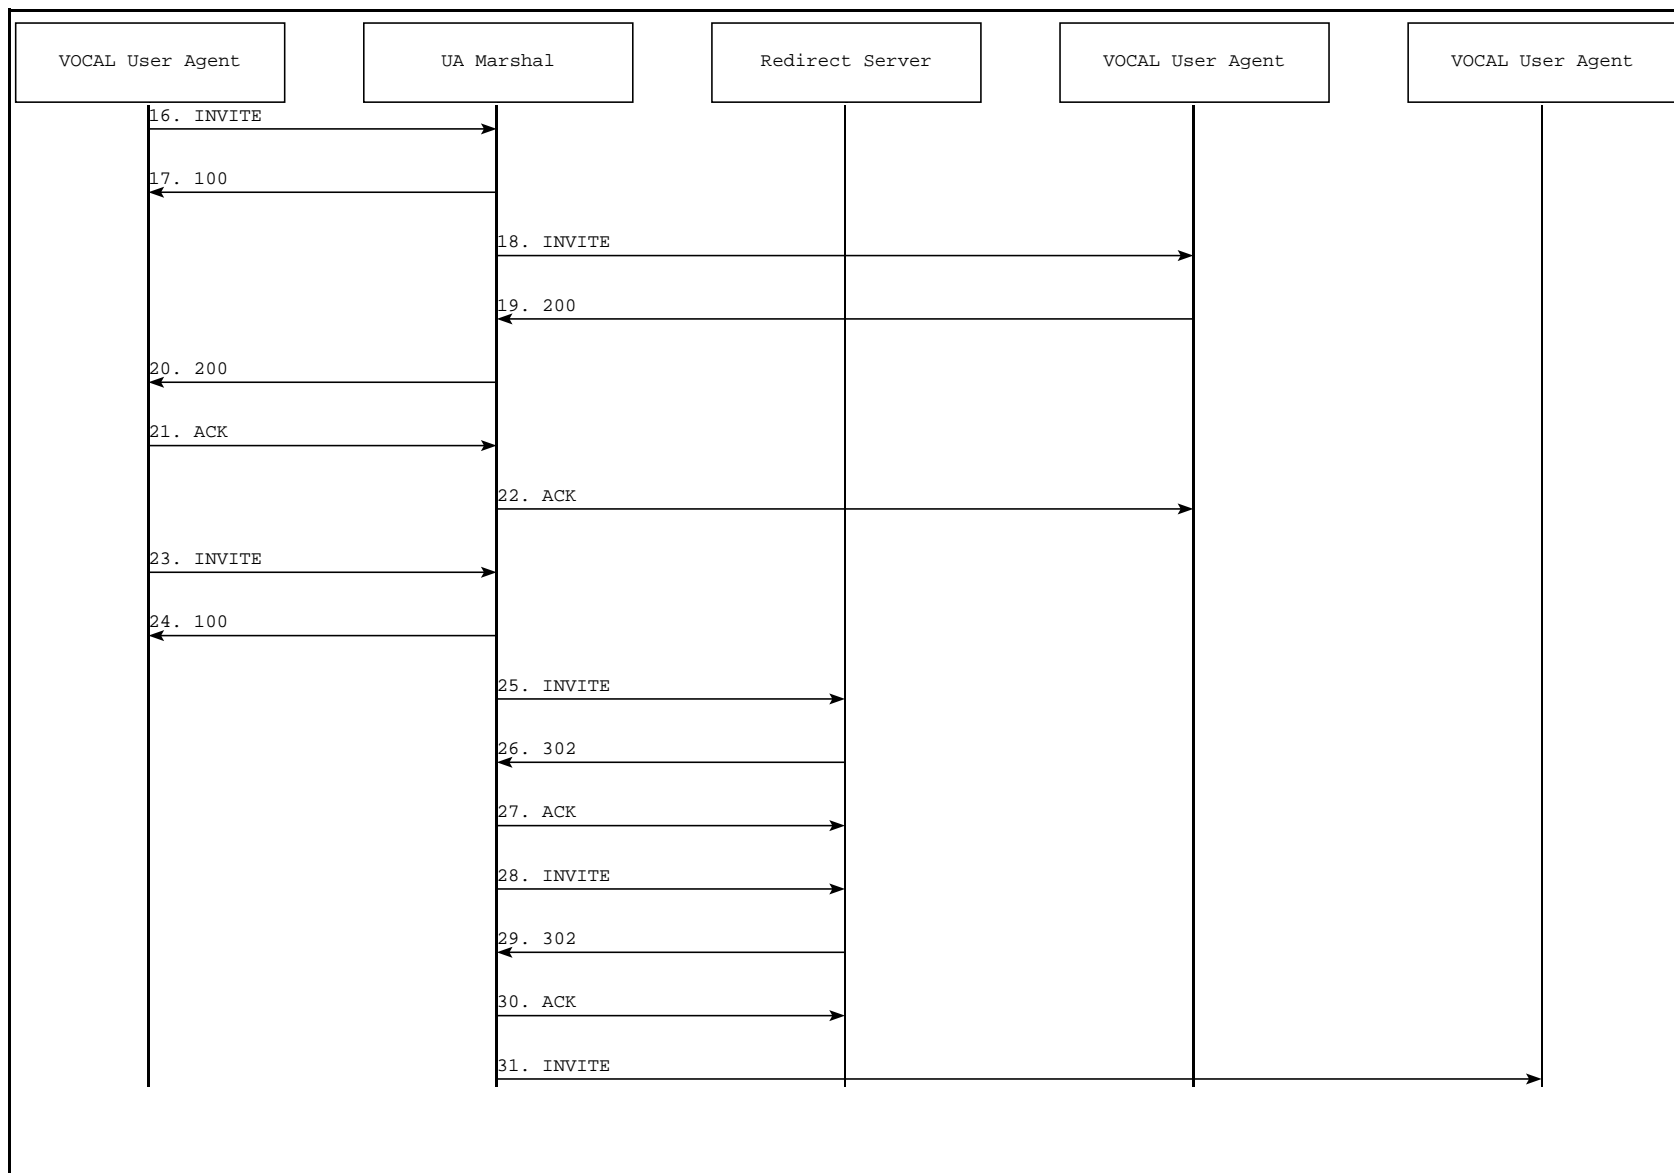 VOCAL User Agent
UA Marshal
Redirect Server
VOCAL User Agent
VOCAL User Agent
16. INVITE
17. 100
18. INVITE
19. 200
20. 200
21. ACK
22. ACK
23. INVITE
24. 100
25. INVITE
26. 302
27. ACK
28. INVITE
29. 302
30. ACK
31. INVITE